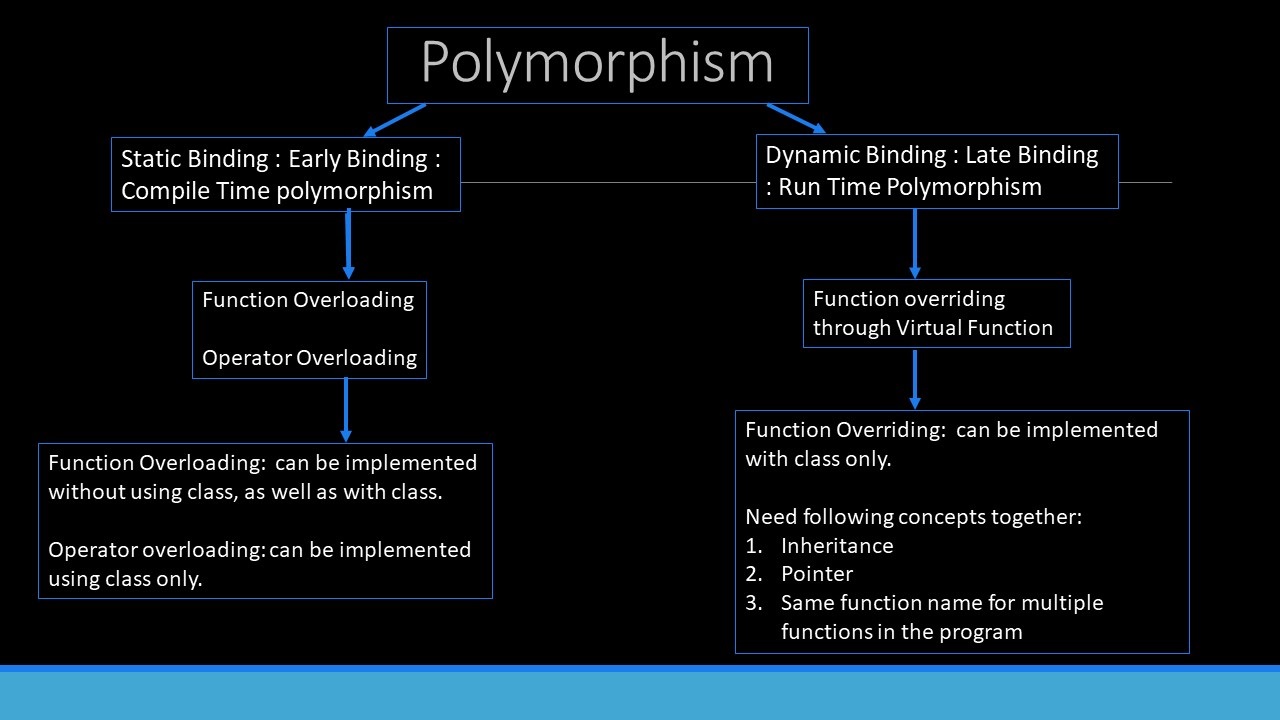 Polymorphism
Static Binding : Early Binding :
Compile Time polymorphism
Function Overloading
Operator Overloading
Function Overloading:  can be implemented
without using class, as well as with class.
Operator overloading: can be implemented
using class only.
Dynamic Binding : Late Binding
: Run Time Polymorphism
Function overriding
through Virtual Function
Function Overriding:  can be implemented
with class only.
Need following concepts together:
1. Inheritance
2. Pointer
3. Same function name for multiple
functions in the program